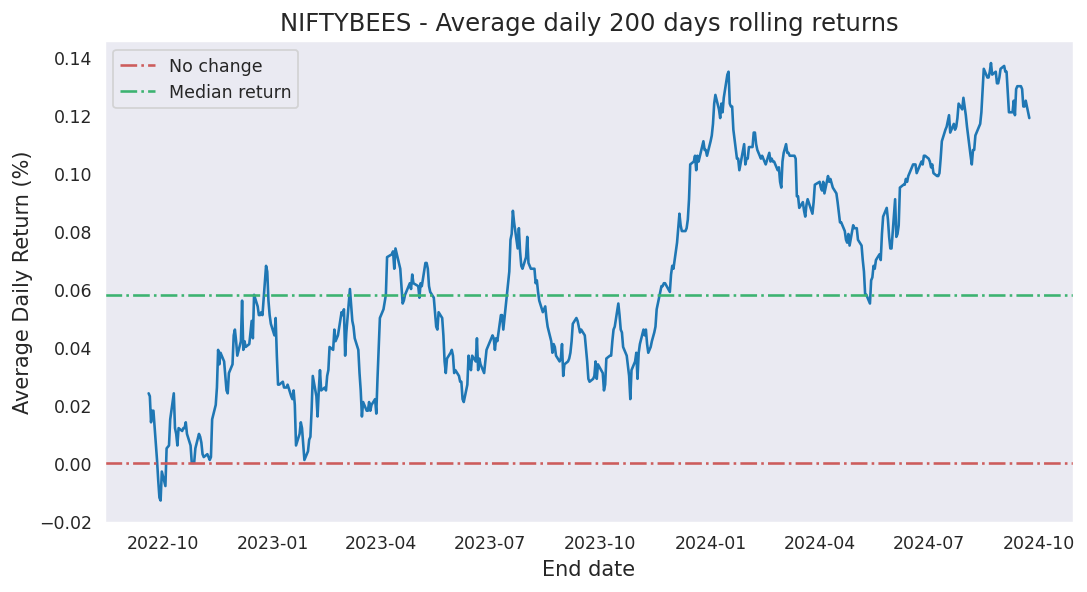 NIFTYBEES - Average daily 200 days rolling returns
No change
Median return
Average Daily Return (%)
0.14
0.12
0.10
0.08
0.06
0.04
0.02
0.00
−0.02
2022-10 2023-01 2023-04 2023-07 2023-10 2024-01 2024-04 2024-07 2024-10
End date